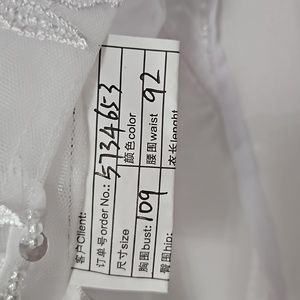 客户Client:
订单号order No.: 5734653
尺寸size 颜色color
胸围bust: 109 腰围waist 92
臀围hip: 衣长lenght